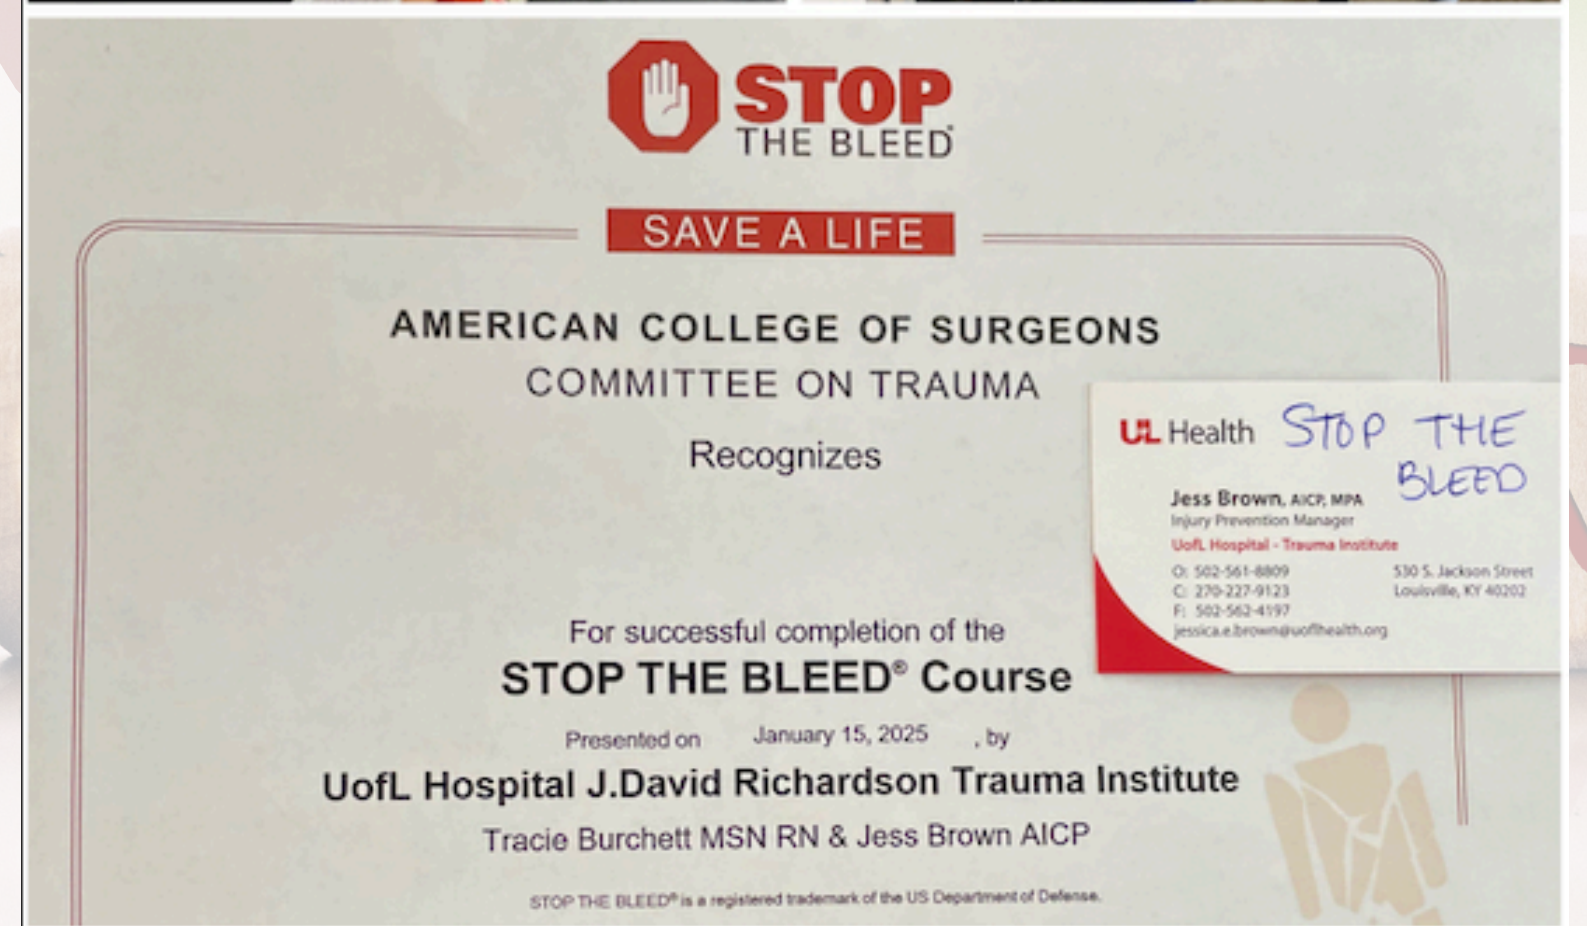 STOP
THE BLEED®
SAVE A LIFE
AMERICAN COLLEGE OF SURGEONS
COMMITTEE ON TRAUMA
Recognizes
For successful completion of the
STOP THE BLEED® Course
Presented on January 15, 2025 , by
UofL Hospital J.David Richardson Trauma Institute
Tracie Burchett MSN RN & Jess Brown AICP
STOP THE BLEED® is a registered trademark of the US Department of Defense.
UofL Health STOP THE
BLEED
Jess Brown, AICP, MPA
Injury Prevention Manager
UofL Hospital - Trauma Institute
O: 502-561-8809
C: 270-227-9123
F: 502-562-4197
jessica.e.brown@uoflhealth.org
530 S. Jackson Street
Louisville, KY 40202